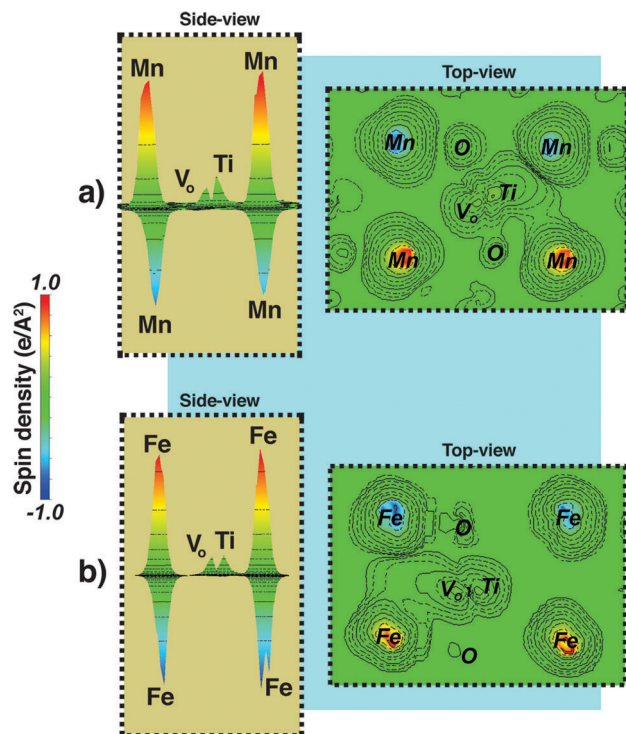 Side-view
Mn
Mn
Vo
Ti
a)
Mn
Mn
Top-view
Mn
O
Mn
Ti
Vo
O
Mn
Mn
1.0
Spin density (e/A²)
-1.0
Side-view
Fe
Fe
Vo
Ti
b)
Fe
Fe
Top-view
Fe
O
Fe
Vo
Ti
Fe
O
Fe